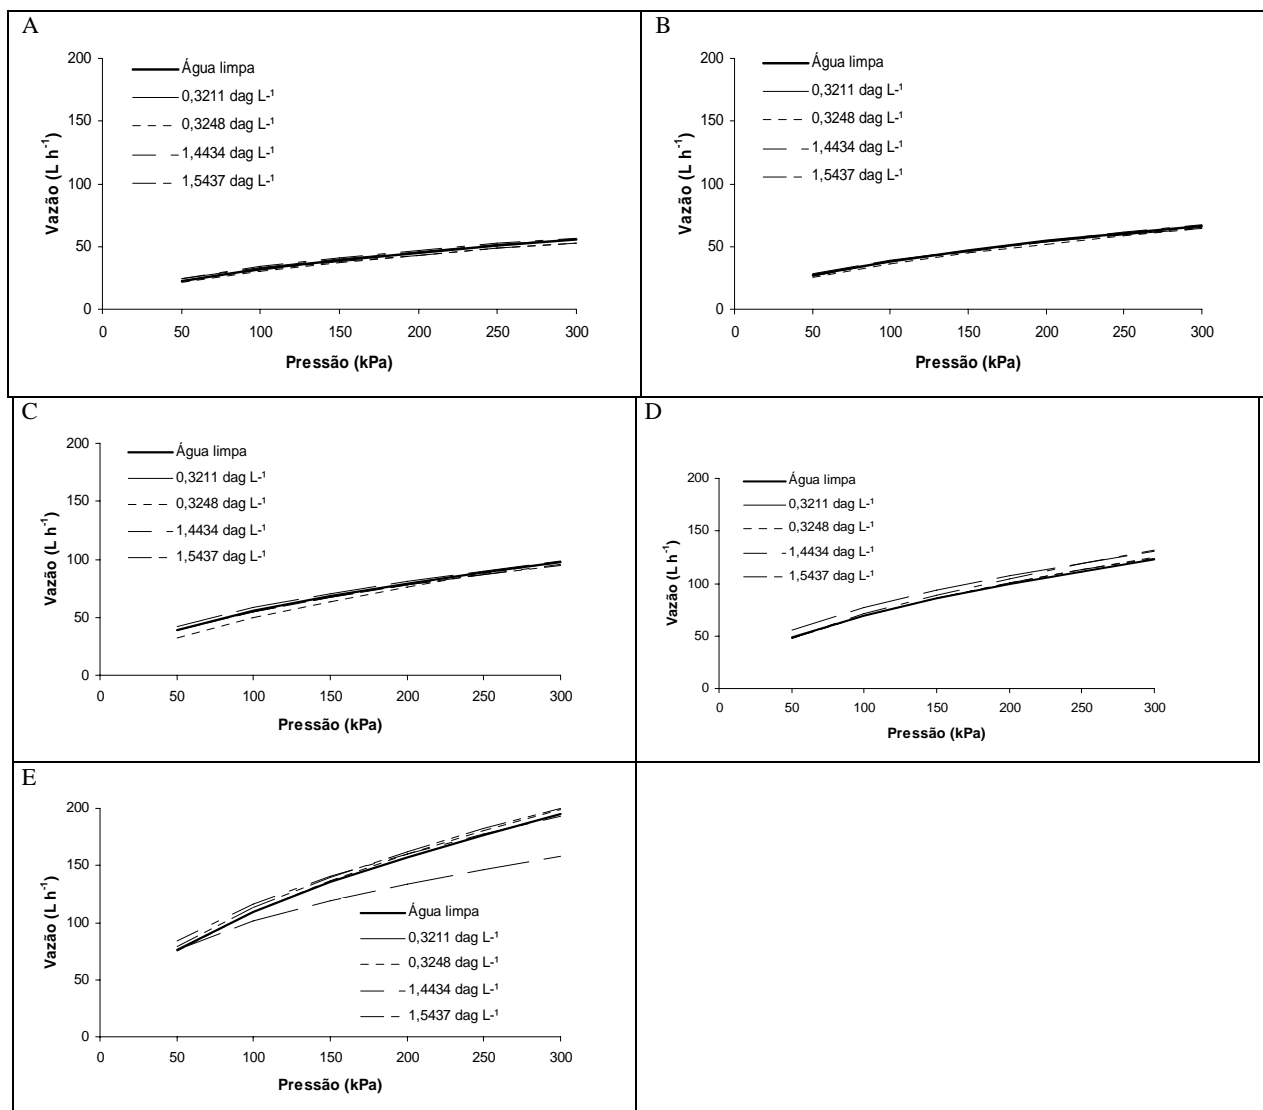 A
200
150
100
50
0
Vazão (L h⁻¹)
Água limpa
0,3211 dag L-¹
0,3248 dag L-¹
1,4434 dag L-¹
1,5437 dag L-¹
0 50 100 150 200 250 300
Pressão (kPa)
B
200
150
100
50
0
Vazão (L h⁻¹)
Água limpa
0,3211 dag L-¹
0,3248 dag L-¹
1,4434 dag L-¹
1,5437 dag L-¹
0 50 100 150 200 250 300
Pressão (kPa)
C
200
150
100
50
0
Vazão (L h⁻¹)
Água limpa
0,3211 dag L-¹
0,3248 dag L-¹
1,4434 dag L-¹
1,5437 dag L-¹
0 50 100 150 200 250 300
Pressão (kPa)
D
200
150
100
50
0
Vazão (L h⁻¹)
Água limpa
0,3211 dag L-¹
0,3248 dag L-¹
1,4434 dag L-¹
1,5437 dag L-¹
0 50 100 150 200 250 300
Pressão (kPa)
E
200
150
100
50
0
Vazão (L h⁻¹)
Água limpa
0,3211 dag L-¹
0,3248 dag L-¹
1,4434 dag L-¹
1,5437 dag L-¹
0 50 100 150 200 250 300
Pressão (kPa)